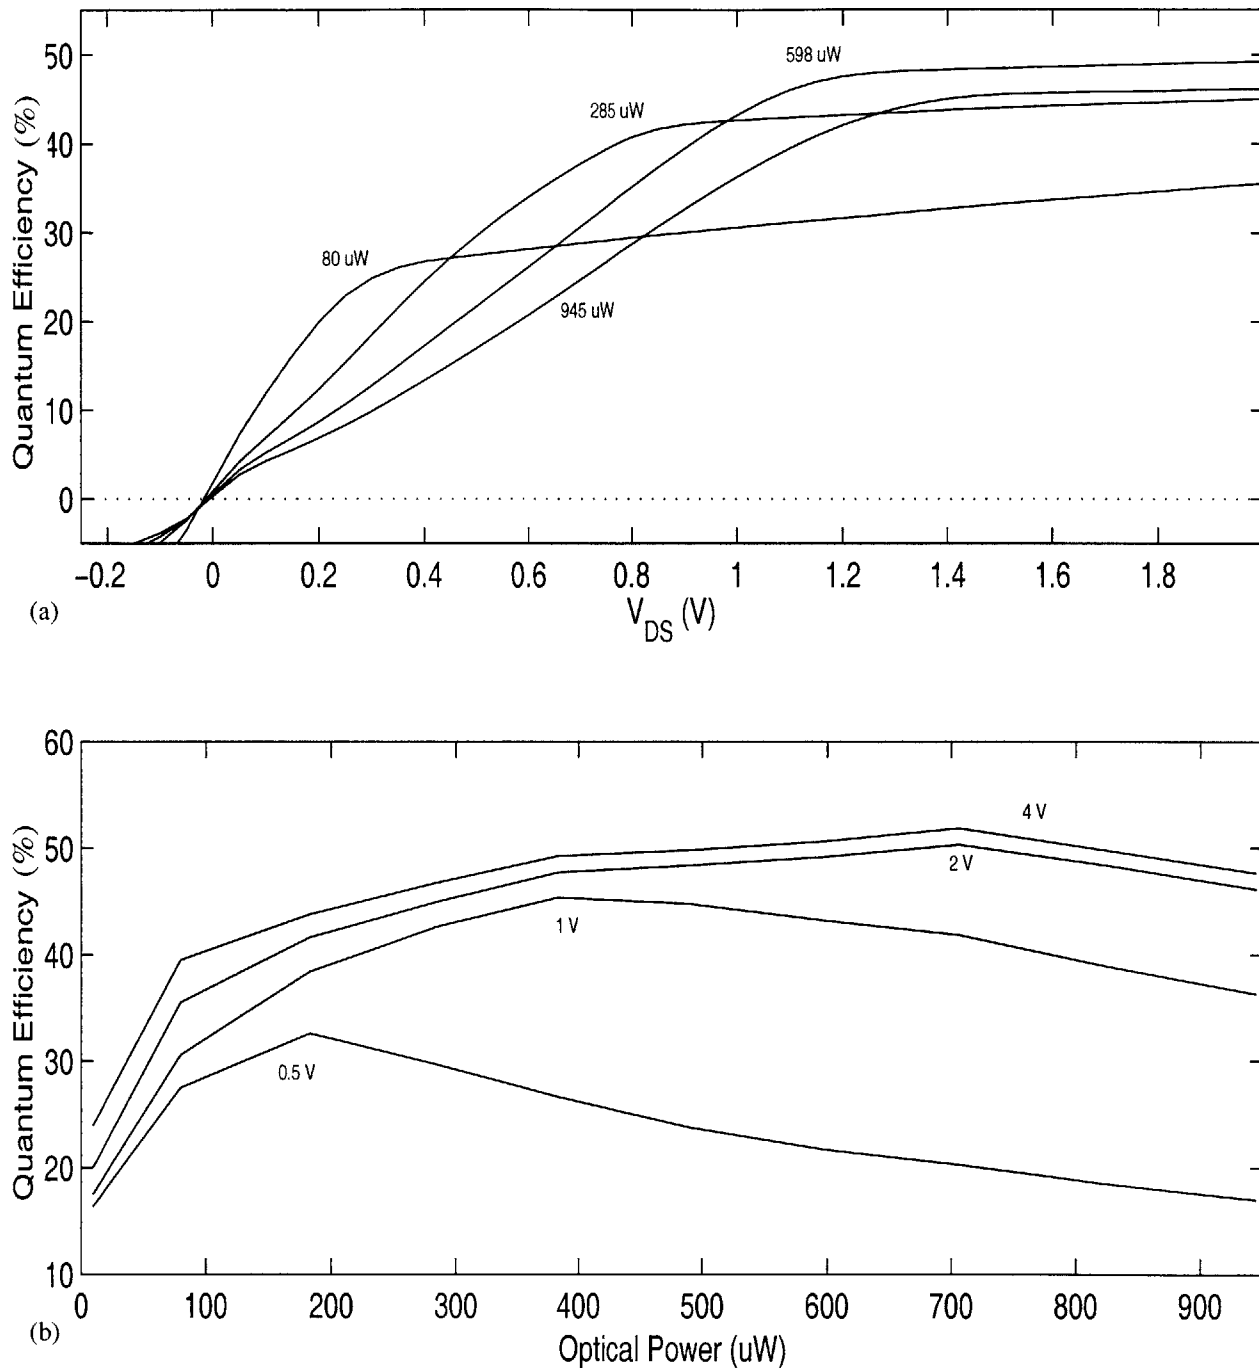 50
40
30
20
10
0
Quantum Efficiency (%)
598 uW
285 uW
80 uW
945 uW
−0.2 0 0.2 0.4 0.6 0.8 1 1.2 1.4 1.6 1.8
(a)
V_DS (V)
60
50
40
30
20
10
Quantum Efficiency (%)
4 V
2 V
1 V
0.5 V
0 100 200 300 400 500 600 700 800 900
(b)
Optical Power (uW)